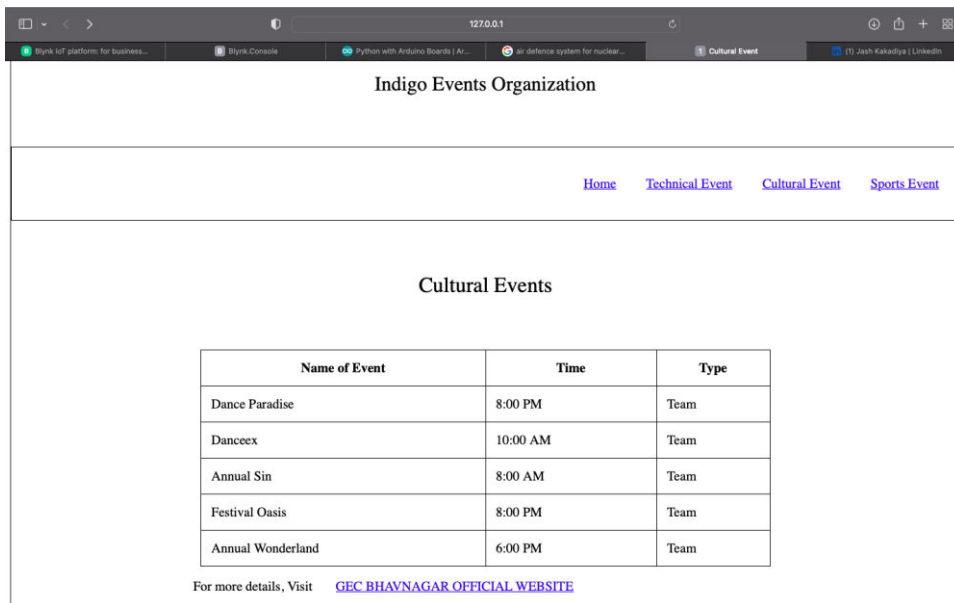 127.0.0.1
Blynk IoT platform: for business... Blynk.Console Python with Arduino Boards | Ar... air defence system for nuclear... Cultural Event (1) Jash Kakadiya | LinkedIn
Indigo Events Organization
Home Technical Event Cultural Event Sports Event
Cultural Events
Name of Event Time Type
Dance Paradise 8:00 PM Team
Danceex 10:00 AM Team
Annual Sin 8:00 AM Team
Festival Oasis 8:00 PM Team
Annual Wonderland 6:00 PM Team
For more details, Visit GEC BHAVNAGAR OFFICIAL WEBSITE